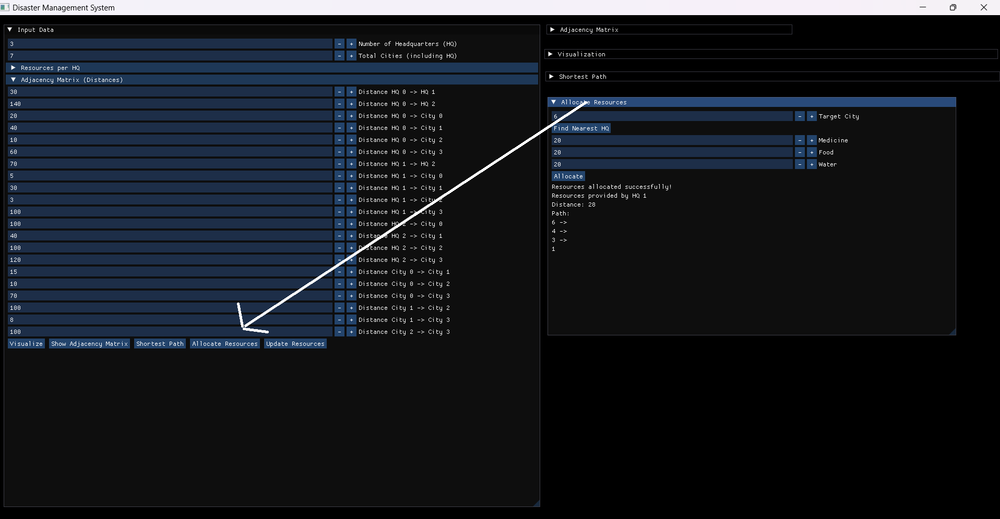 Disaster Management System
Input Data
3 - + Number of Headquarters (HQ)
7 - + Total Cities (including HQ)
Resources per HQ
Adjacency Matrix (Distances)
30 - + Distance HQ 0 -> HQ 1
140 - + Distance HQ 0 -> HQ 2
20 - + Distance HQ 0 -> City 0
40 - + Distance HQ 0 -> City 1
10 - + Distance HQ 0 -> City 2
60 - + Distance HQ 0 -> City 3
70 - + Distance HQ 1 -> HQ 2
5 - + Distance HQ 1 -> City 0
30 - + Distance HQ 1 -> City 1
3 - + Distance HQ 1 -> City 2
100 - + Distance HQ 1 -> City 3
100 - + Distance HQ 2 -> City 0
40 - + Distance HQ 2 -> City 1
100 - + Distance HQ 2 -> City 2
120 - + Distance HQ 2 -> City 3
15 - + Distance City 0 -> City 1
10 - + Distance City 0 -> City 2
70 - + Distance City 0 -> City 3
100 - + Distance City 1 -> City 2
8 - + Distance City 1 -> City 3
100 - + Distance City 2 -> City 3
Visualize Show Adjacency Matrix Shortest Path Allocate Resources Update Resources
Adjacency Matrix
Visualization
Shortest Path
Allocate Resources
6 - + Target City
Find Nearest HQ
20 - + Medicine
20 - + Food
20 - + Water
Allocate
Resources allocated successfully!
Resources provided by HQ 1
Distance: 28
Path:
6 ->
4 ->
3 ->
1